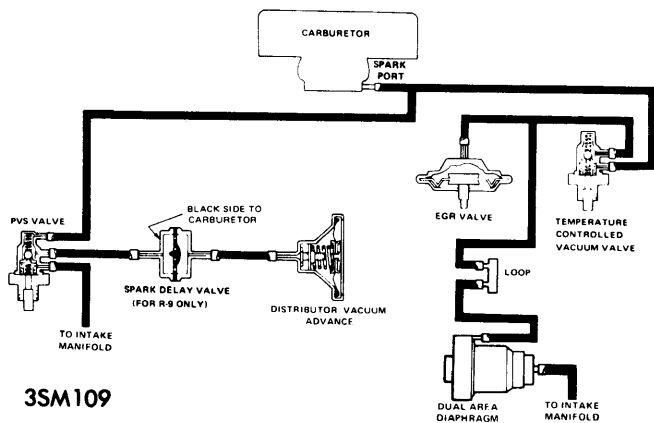 CARBURETOR
SPARK
PORT
PVS VALVE
BLACK SIDE TO
CARBURETOR
EGR VALVE
TEMPERATURE
CONTROLLED
VACUUM VALVE
LOOP
SPARK DELAY VALVE
(FOR R-9 ONLY)
DISTRIBUTOR VACUUM
ADVANCE
TO INTAKE
MANIFOLD
3SM109
DUAL AREA
DIAPHRAGM
TO INTAKE
MANIFOLD